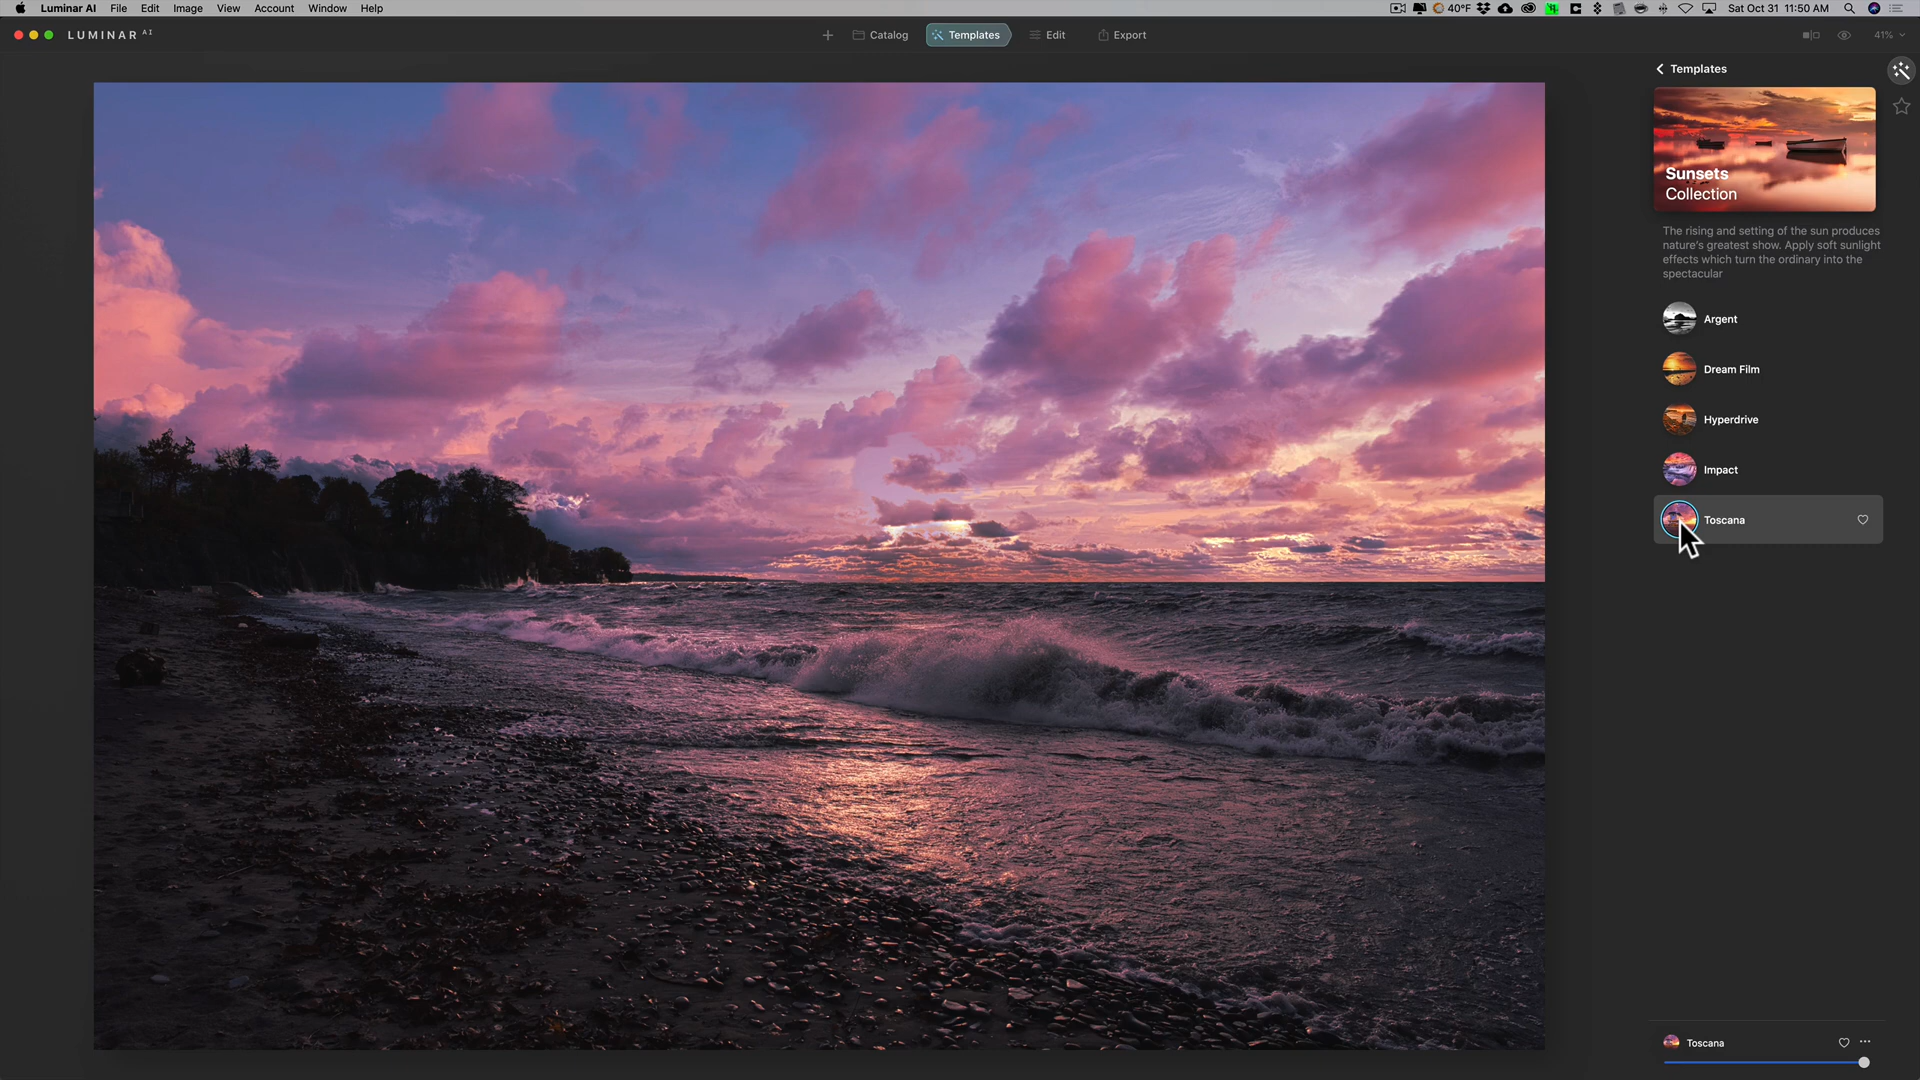 Luminar AI File Edit Image View Account Window Help 40°F Sat Oct 31 11:50 AM
LUMINAR AI
Catalog Templates Edit Export 41%
Templates
Sunsets
Collection
The rising and setting of the sun produces
nature's greatest show. Apply soft sunlight
effects which turn the ordinary into the
spectacular
Argent
Dream Film
Hyperdrive
Impact
Toscana
Toscana